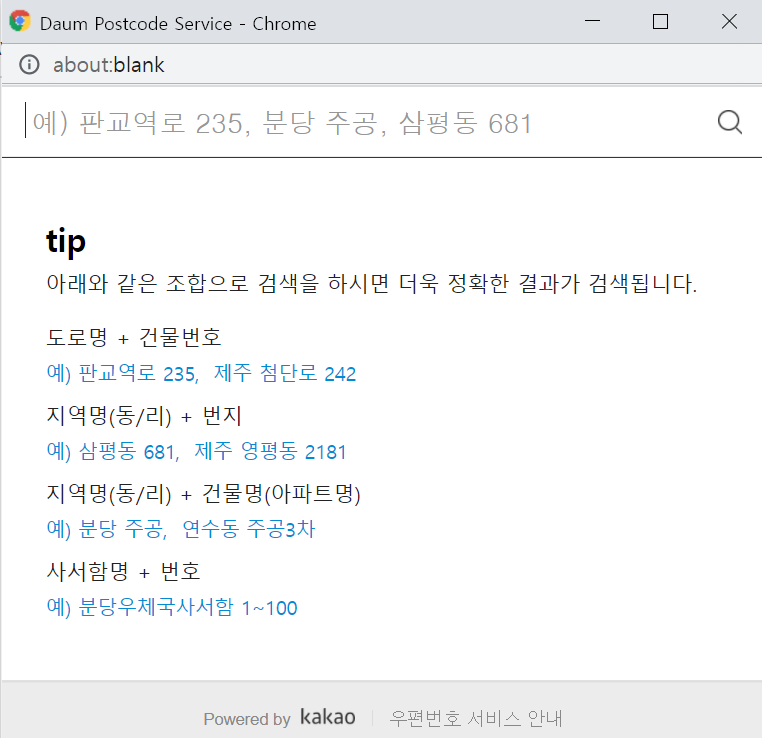 Daum Postcode Service - Chrome
about:blank
예) 판교역로 235, 분당 주공, 삼평동 681
tip
아래와 같은 조합으로 검색을 하시면 더욱 정확한 결과가 검색됩니다.
도로명 + 건물번호
예) 판교역로 235, 제주 첨단로 242
지역명(동/리) + 번지
예) 삼평동 681, 제주 영평동 2181
지역명(동/리) + 건물명(아파트명)
예) 분당 주공, 연수동 주공3차
사서함명 + 번호
예) 분당우체국사서함 1~100
Powered by kakao 우편번호 서비스 안내